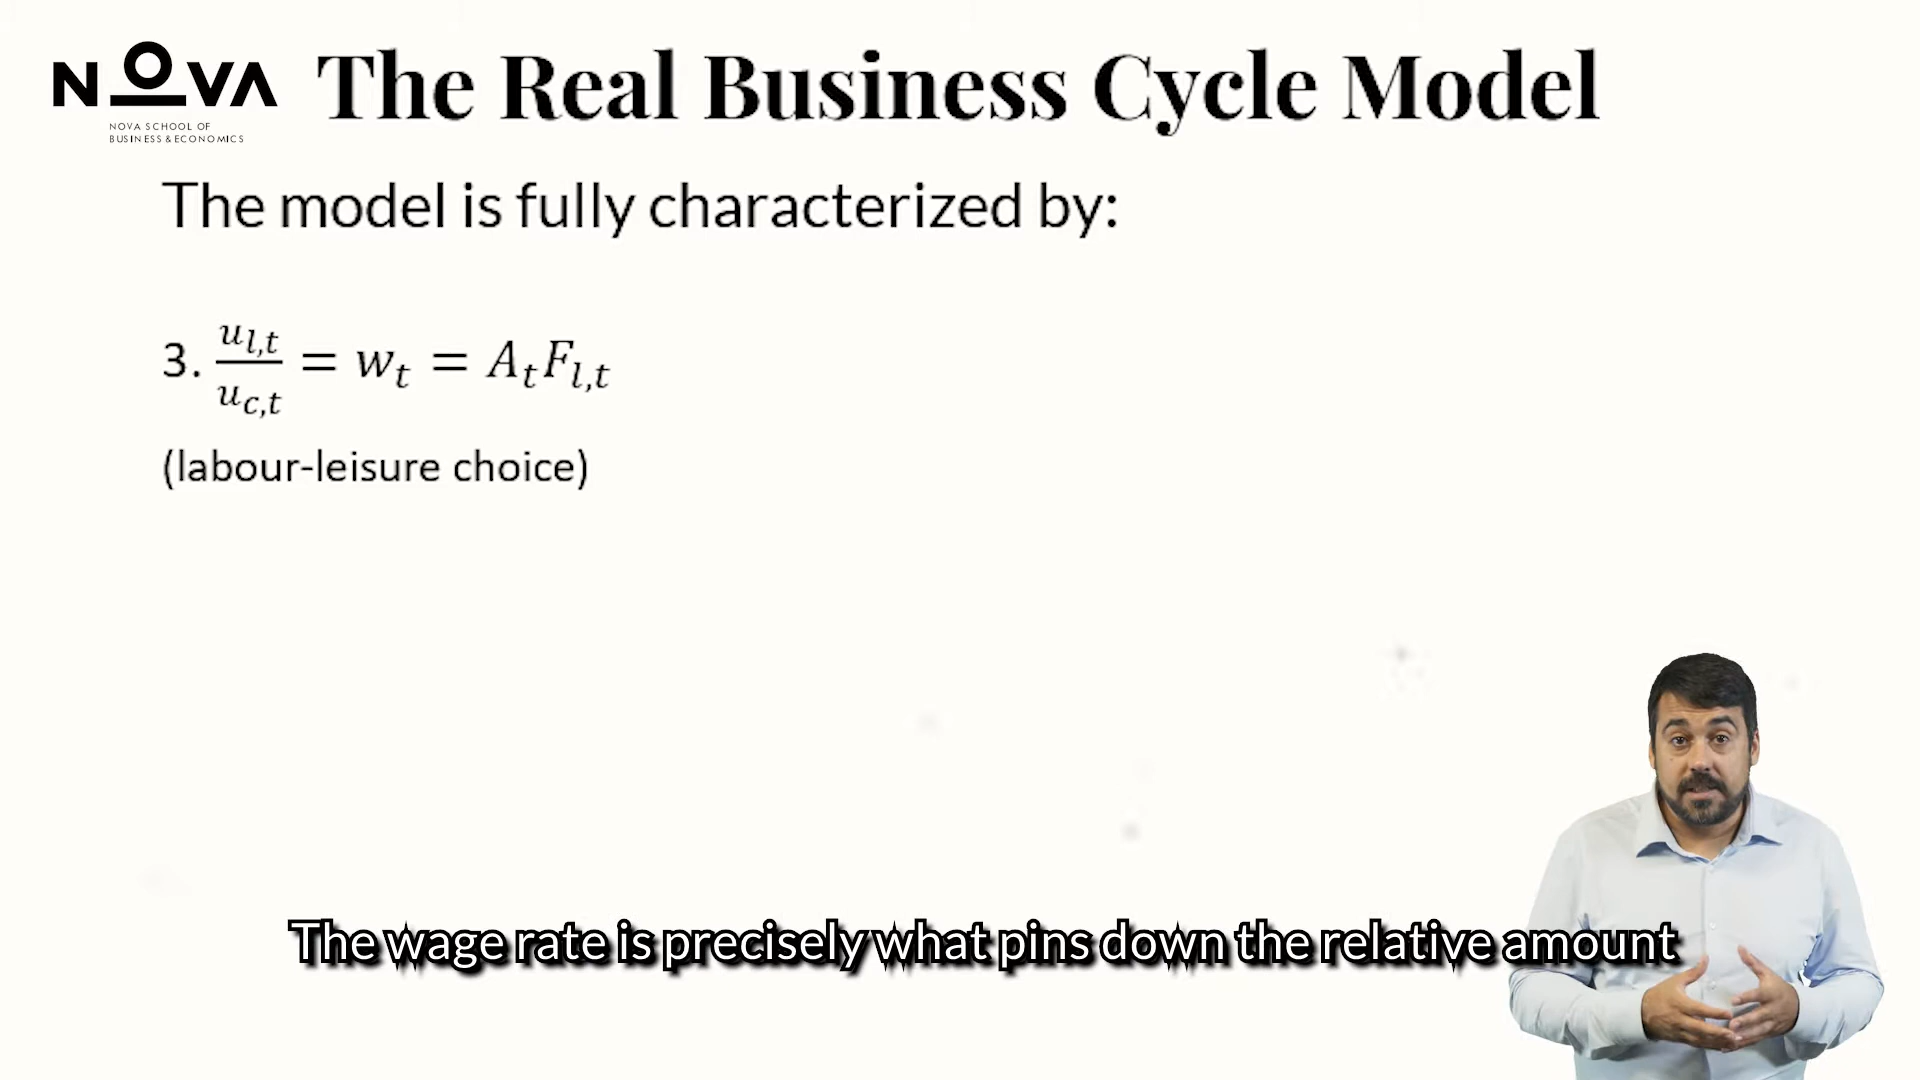 NOVA
NOVA SCHOOL OF
BUSINESS & ECONOMICS
The Real Business Cycle Model
The model is fully characterized by:
3. \frac{u_{l,t}}{u_{c,t}} = w_t = A_t F_{l,t}
(labour-leisure choice)
The wage rate is precisely what pins down the relative amount